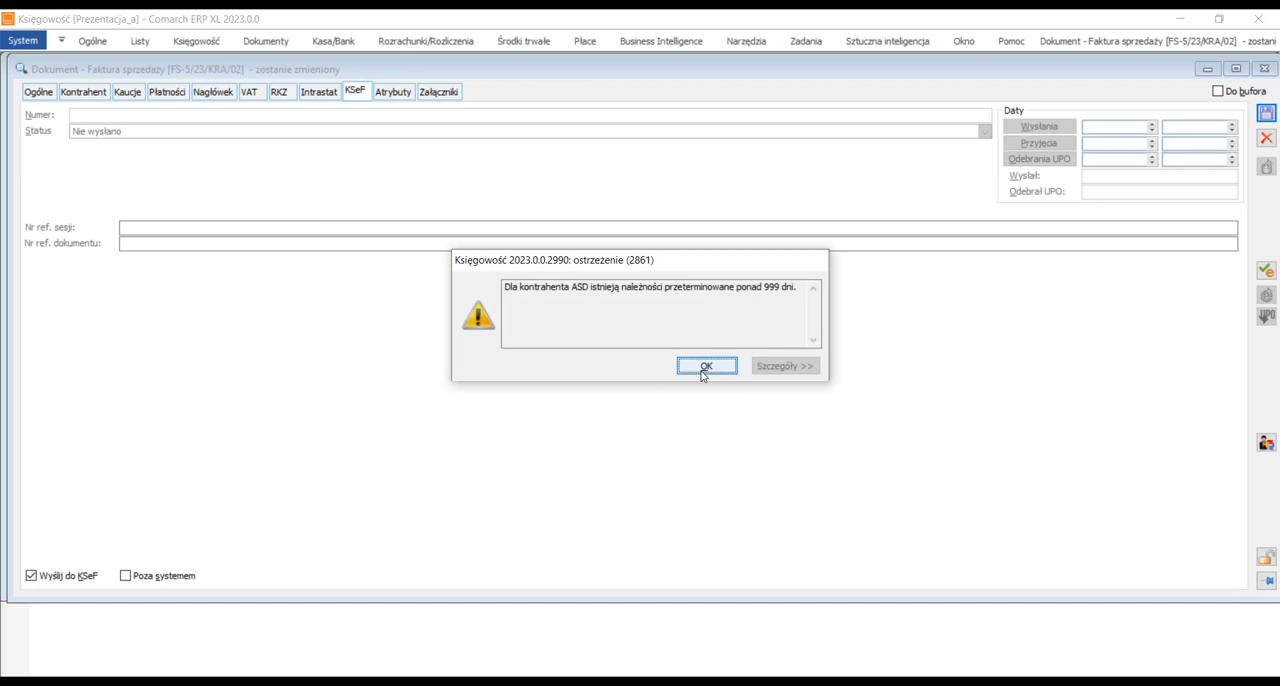 Księgowość [Prezentacja_a] - Comarch ERP XL 2023.0.0
System Ogólne Listy Księgowość Dokumenty Kasa/Bank Rozrachunki/Rozliczenia Środki trwałe Płace Business Intelligence Narzędzia Zadania Sztuczna inteligencja Okno Pomoc Dokument - Faktura sprzedaży [FS-5/23/KRA/02] - zostani
Dokument - Faktura sprzedaży [FS-5/23/KRA/02] - zostanie zmieniony
Ogólne Kontrahent Kaucje Płatności Nagłówek VAT RKZ Intrastat KSeF Atrybuty Załączniki Do bufora
Numer: Daty
Status Nie wysłano Wysłania
Przyjęcia
Odebrania UPO
Wysłał:
Odebrał UPO:
Nr ref. sesji:
Nr ref. dokumentu:
Księgowość 2023.0.0.2990: ostrzeżenie (2861)
Dla kontrahenta ASD istnieją należności przeterminowane ponad 999 dni.
UPO
OK Szczegóły >>
Wyślij do KSeF Poza systemem